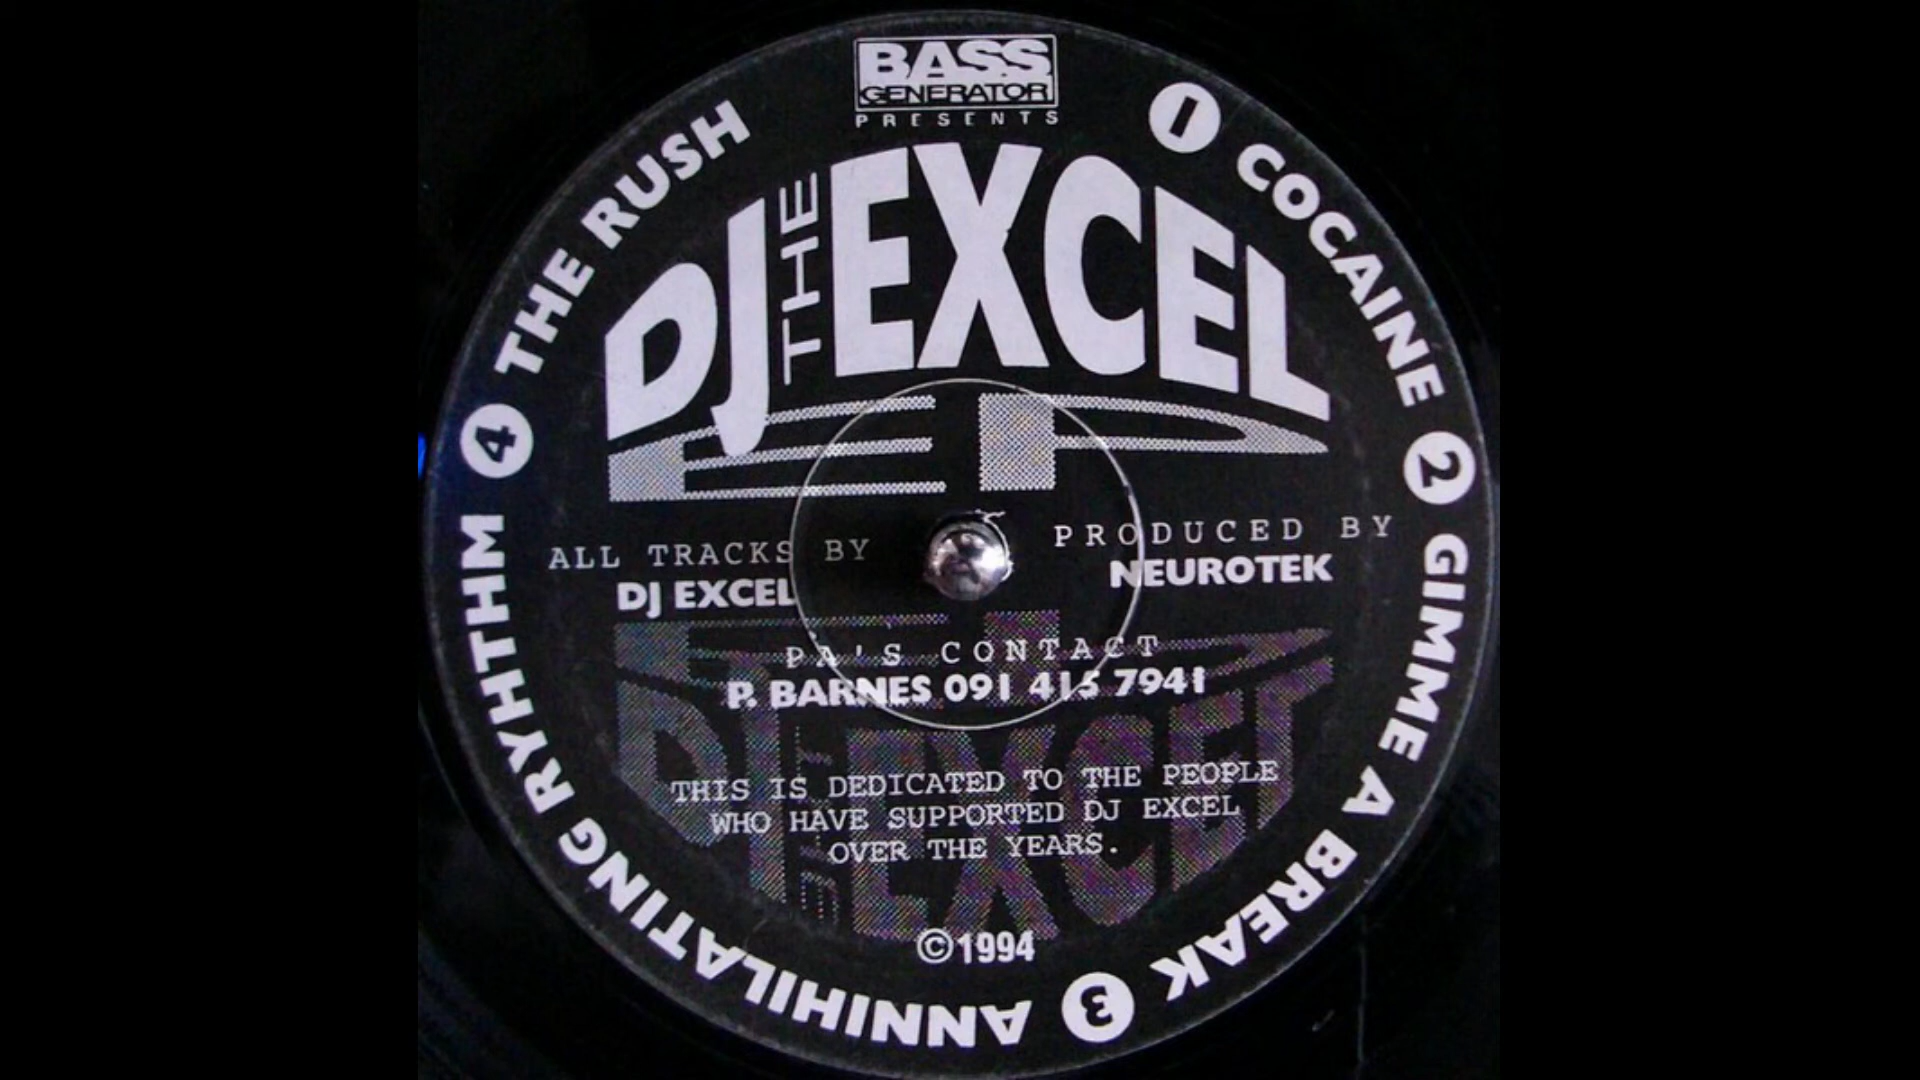 BASS
GENERATOR
PRESENTS
DJ THE EXCEL
EP
ALL TRACKS BY
DJ EXCEL
PRODUCED BY
NEUROTEK
PA'S CONTACT
P. BARNES 091 415 7941
THIS IS DEDICATED TO THE PEOPLE
WHO HAVE SUPPORTED DJ EXCEL
OVER THE YEARS.
©1994
1 COCAINE
2 GIMME A BREAK
3 ANNIHILATING RYHTHM
4 THE RUSH